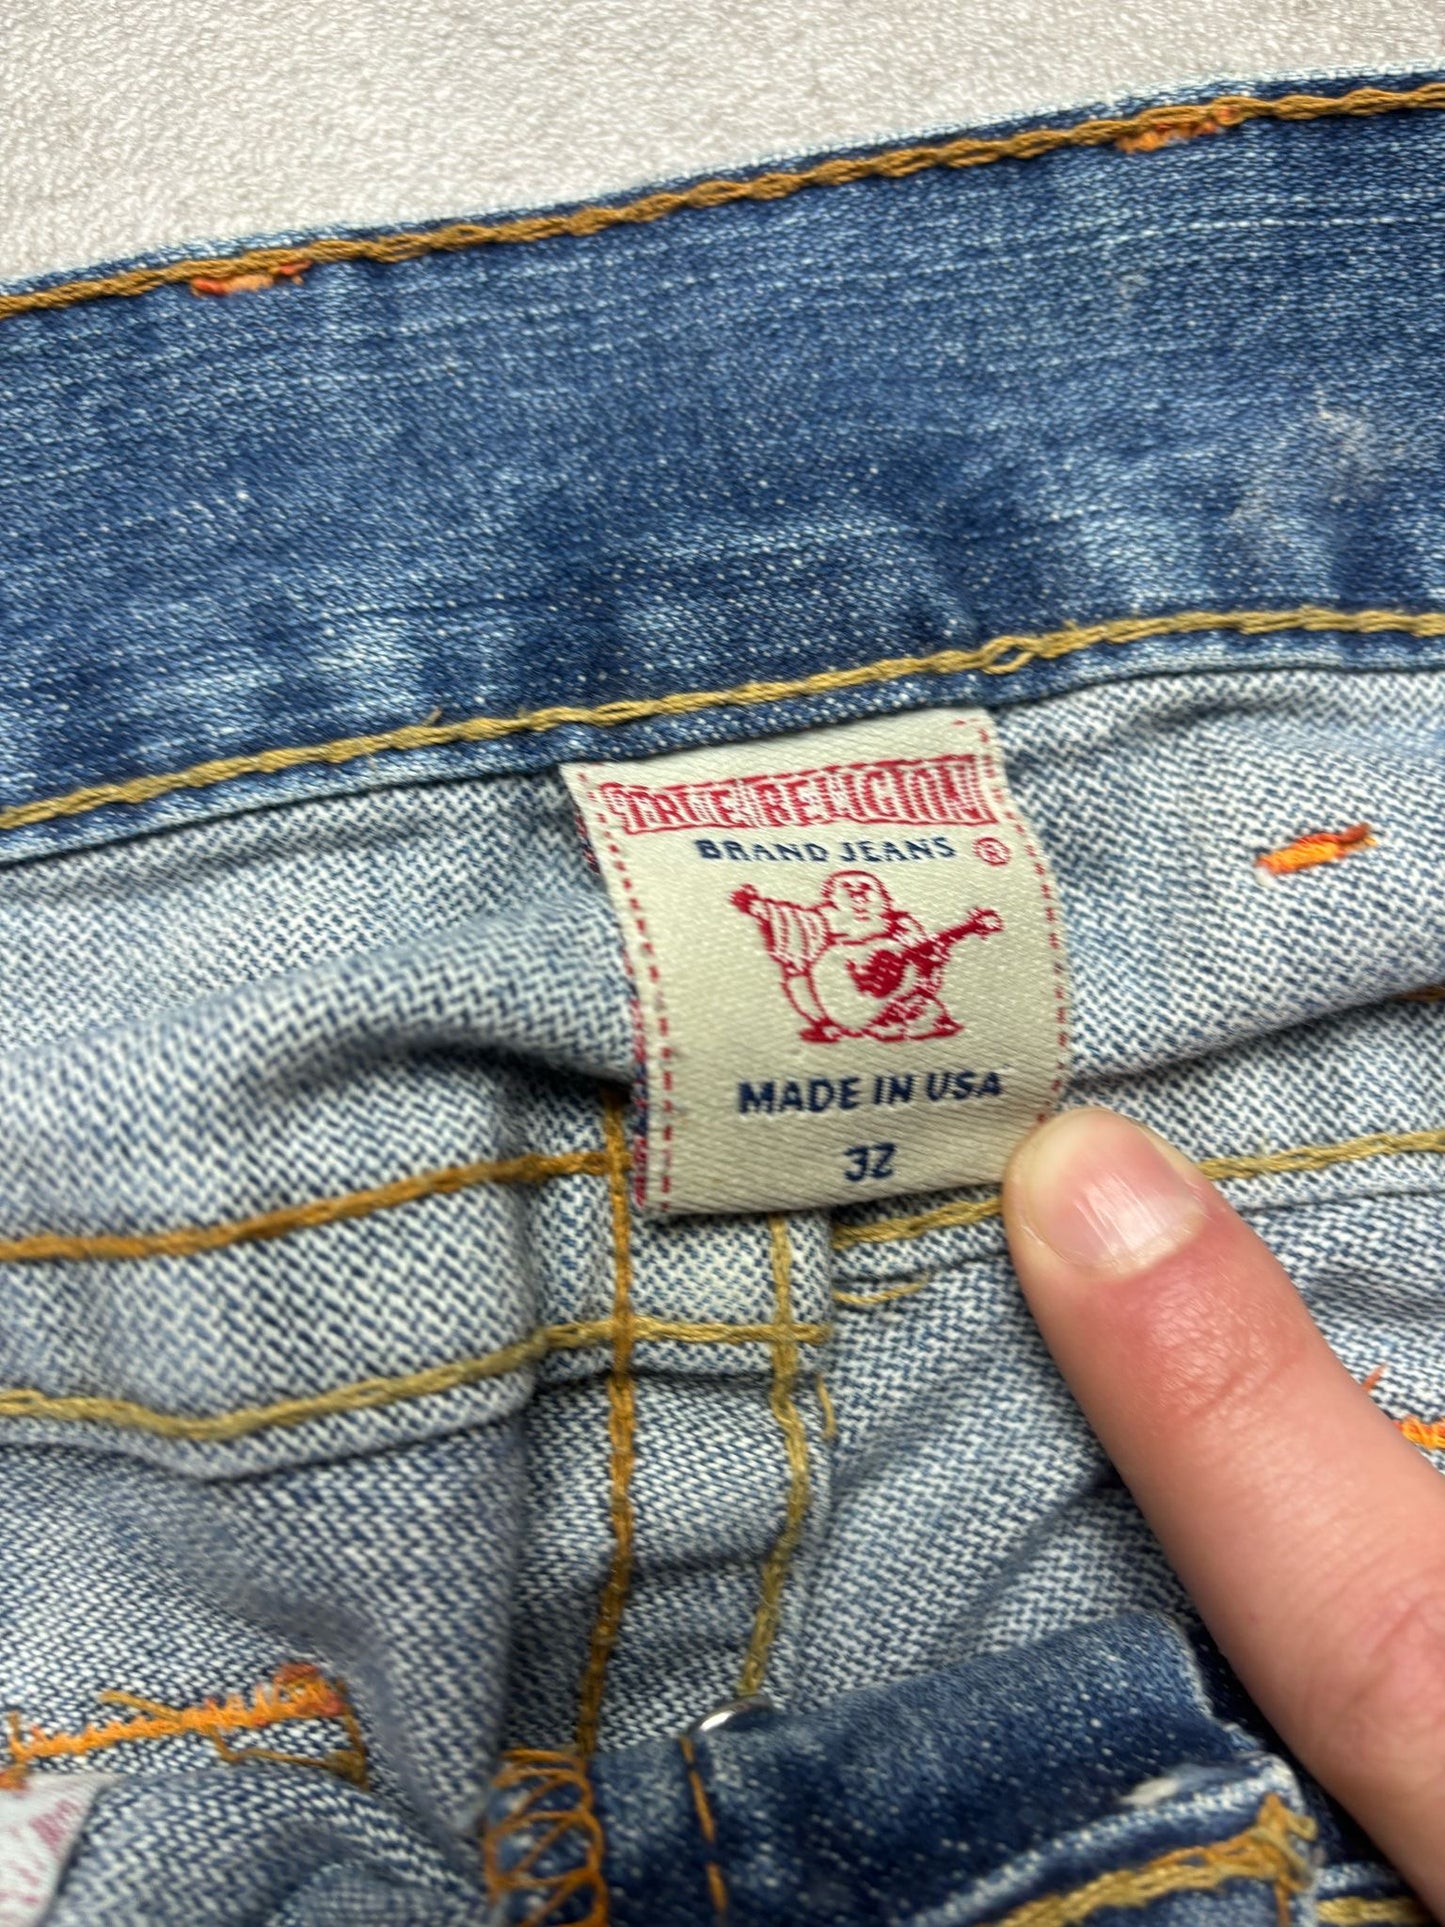 TRUE RELIGION
BRAND JEANS ®
MADE IN USA
32